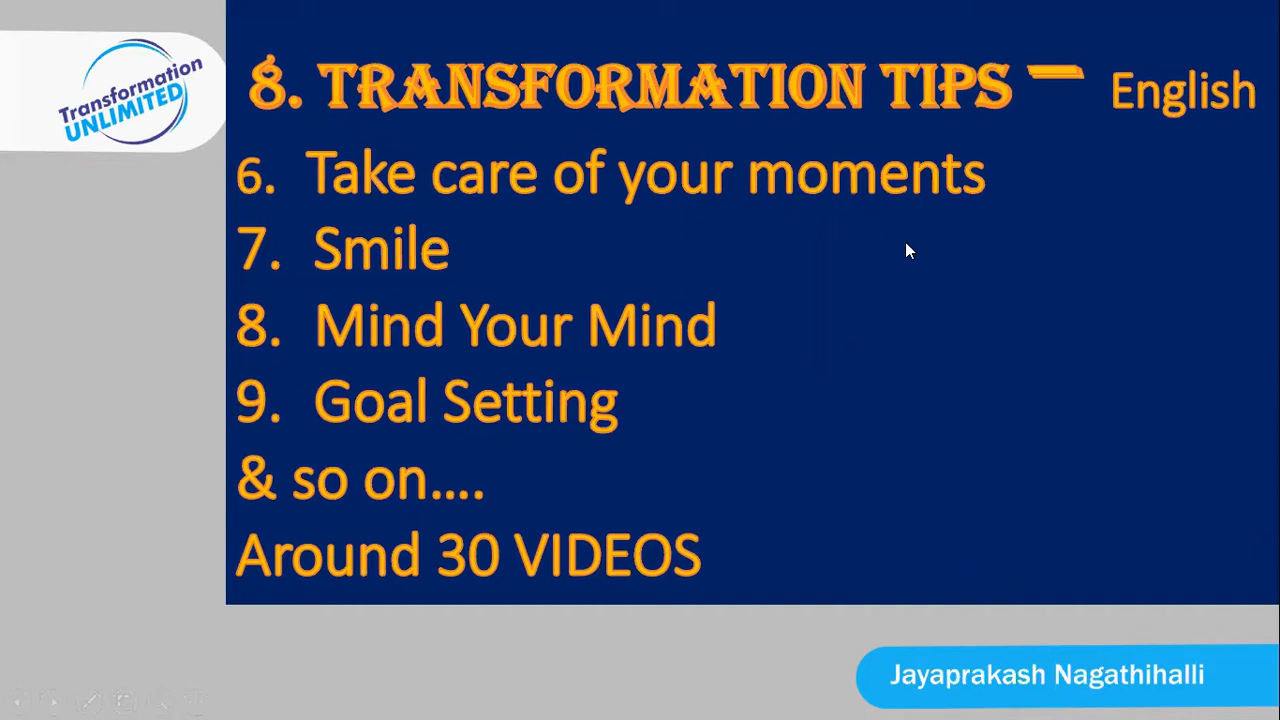 Transformation
UNLIMITED
8. TRANSFORMATION TIPS – English
6. Take care of your moments
7. Smile
8. Mind Your Mind
9. Goal Setting
& so on....
Around 30 VIDEOS
Jayaprakash Nagathihalli